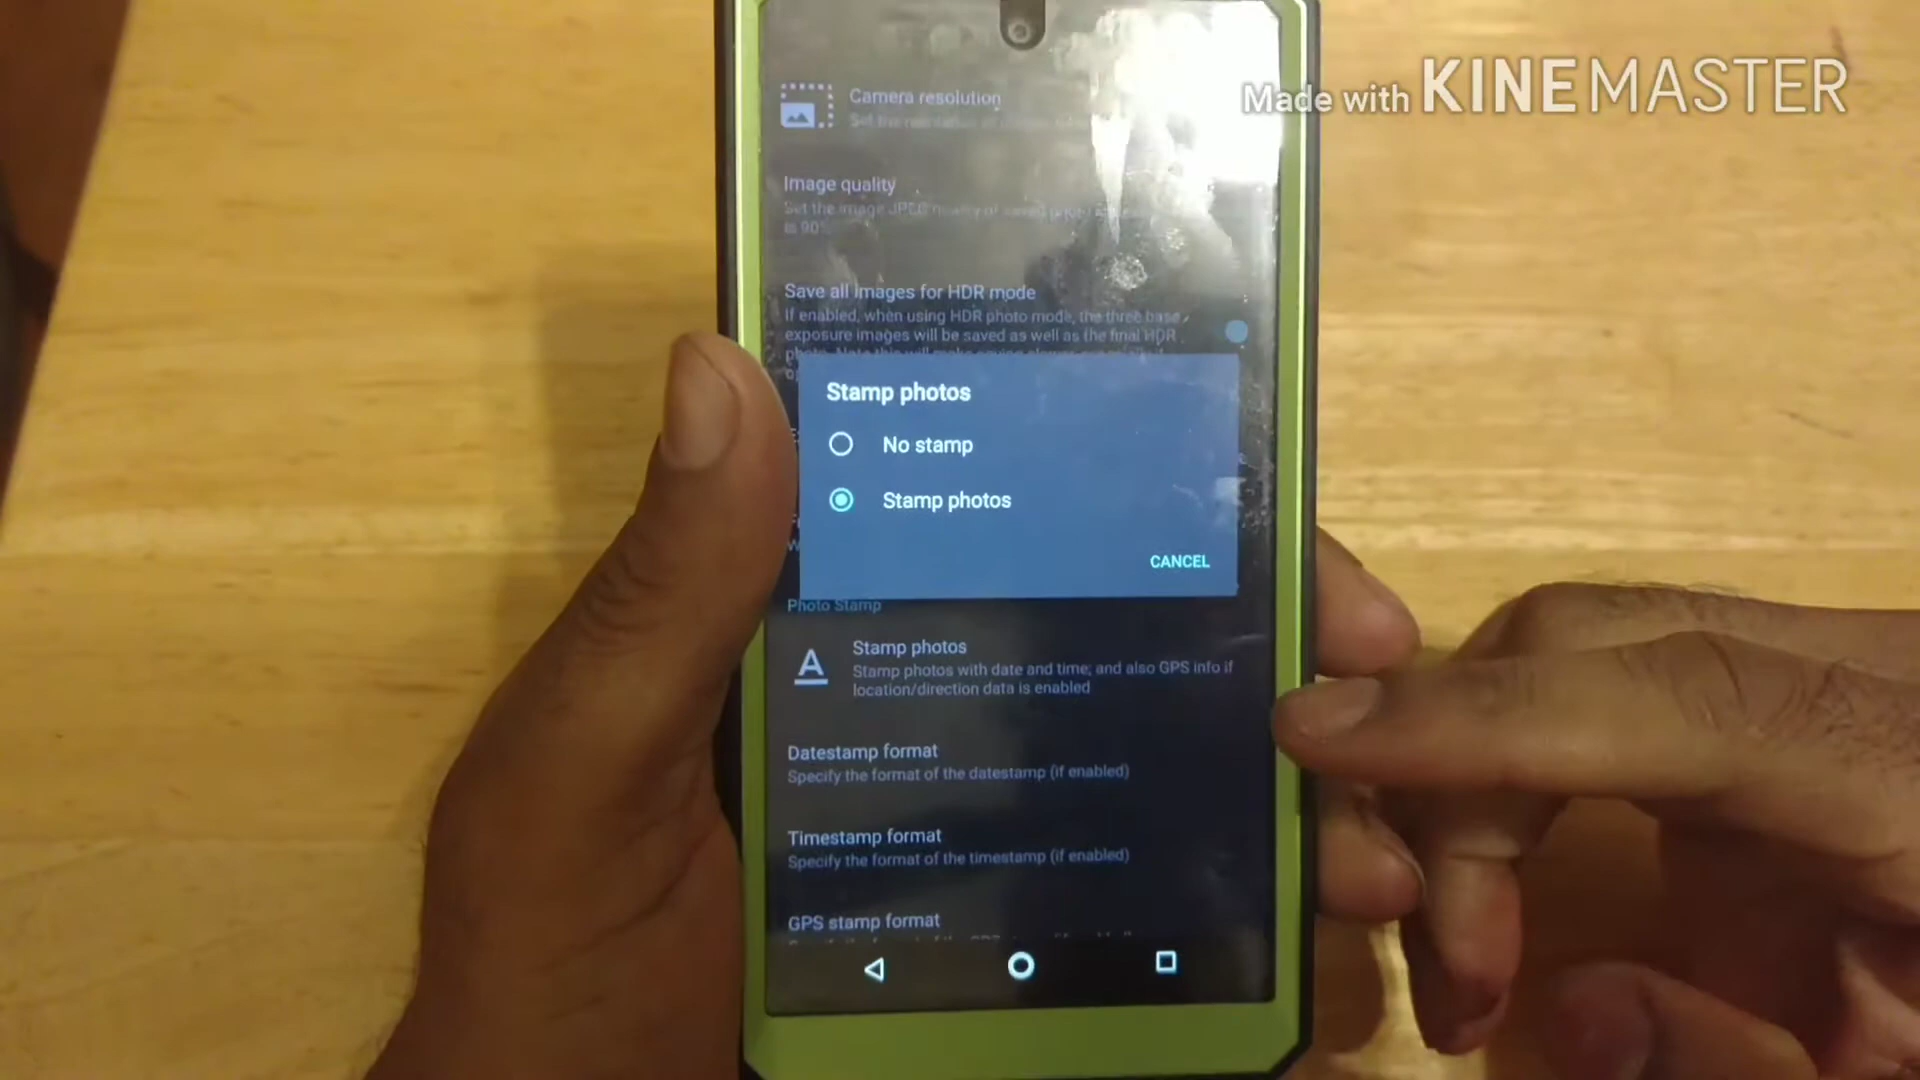 Made with KINEMASTER
Camera resolution
Set the resolution of
Image quality
Set the image JPEG quality of saved
is 90%
Save all images for HDR mode
If enabled, when using HDR photo mode, the three base
exposure images will be saved as well as the final HDR
Stamp photos
No stamp
Stamp photos
CANCEL
Photo Stamp
A
Stamp photos
Stamp photos with date and time, and also GPS info if
location/direction data is enabled
Datestamp format
Specify the format of the datestamp (if enabled)
Timestamp format
Specify the format of the timestamp (if enabled)
GPS stamp format